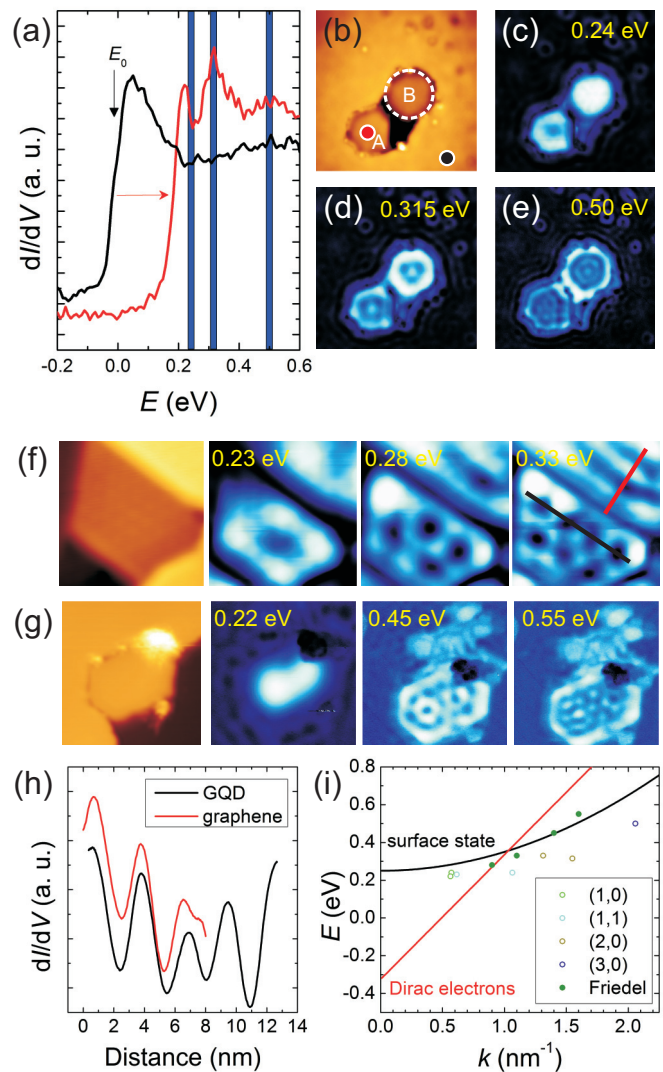 (a)
E0
dI/dV (a. u.)
-0.2 0.0 0.2 0.4 0.6
E (eV)
(b)
B
A
(c)
0.24 eV
(d)
0.315 eV
(e)
0.50 eV
(f)
0.23 eV
0.28 eV
0.33 eV
(g)
0.22 eV
0.45 eV
0.55 eV
(h)
GQD
graphene
dI/dV (a. u.)
0 2 4 6 8 10 12 14
Distance (nm)
(i)
0.8
0.6
0.4
0.2
0.0
-0.2
-0.4
E (eV)
surface state
Dirac electrons
(1,0)
(1,1)
(2,0)
(3,0)
Friedel
0.0 0.5 1.0 1.5 2.0
k (nm⁻¹)